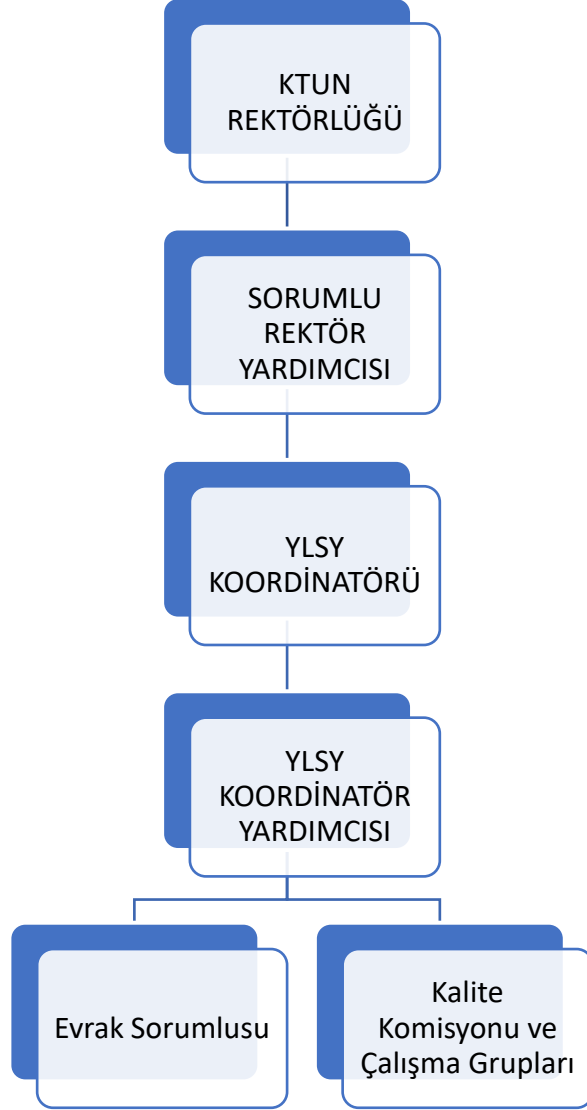 KTUN
REKTÖRLÜĞÜ
SORUMLU
REKTÖR
YARDIMCISI
YLSY
KOORDİNATÖRÜ
YLSY
KOORDİNATÖR
YARDIMCISI
Evrak Sorumlusu
Kalite
Komisyonu ve
Çalışma Grupları